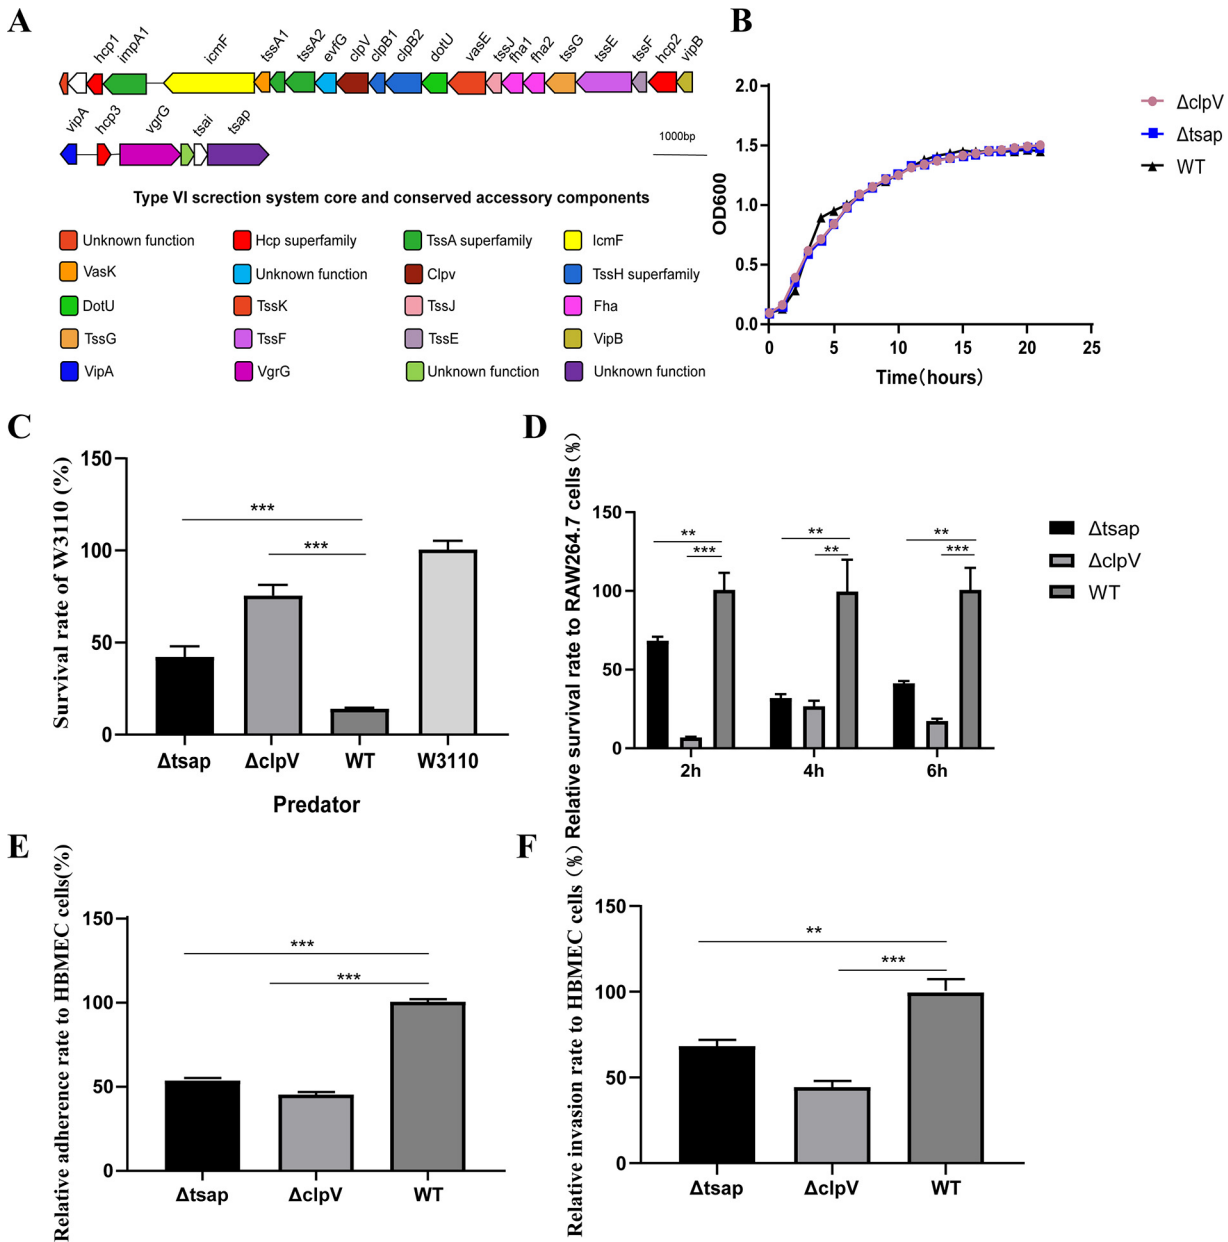 A
hcp1
impA1
icmF
tssA1
tssA2
evfG
clpV
clpB1
clpB2
dotU
vasE
tssJ
fha1
fha2
tssG
tssE
tssF
hcp2
vipB
vipA
hcp3
vgrG
tsai
tsap
1000bp
Type VI screction system core and conserved accessory components
Unknown function
Hcp superfamily
TssA superfamily
IcmF
VasK
Unknown function
Clpv
TssH superfamily
DotU
TssK
TssJ
Fha
TssG
TssF
TssE
VipB
VipA
VgrG
Unknown function
Unknown function
B
OD600
2.0
1.5
1.0
0.5
0.0
0 5 10 15 20 25
Time(hours)
ΔclpV
Δtsap
WT
C
Survival rate of W3110 (%)
150
100
50
0
***
***
Δtsap ΔclpV WT W3110
Predator
D
Relative survival rate to RAW264.7 cells (%)
150
100
50
0
** ** **
*** ** ***
2h 4h 6h
Δtsap
ΔclpV
WT
E
Relative adherence rate to HBMEC cells(%)
150
100
50
0
***
***
Δtsap ΔclpV WT
F
Relative invasion rate to HBMEC cells (%)
150
100
50
0
**
***
Δtsap ΔclpV WT